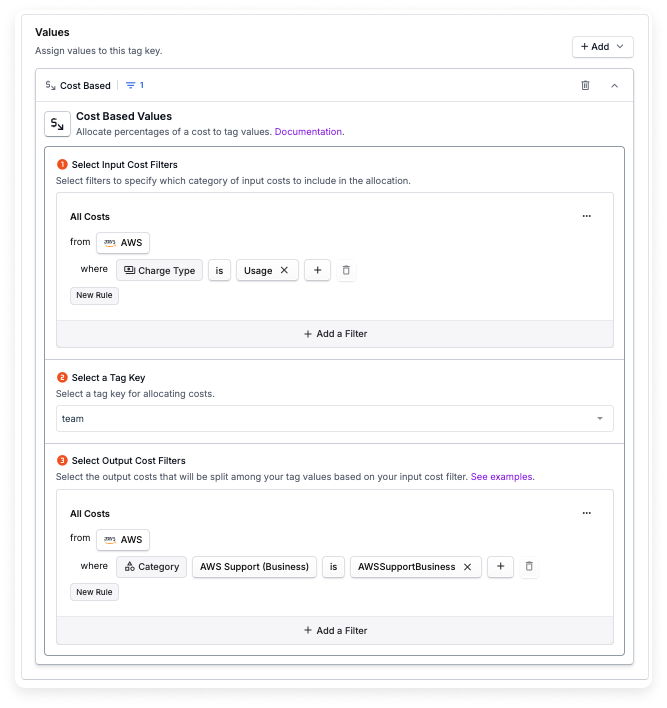 Values
Assign values to this tag key.
+ Add
Cost Based 1
Cost Based Values
Allocate percentages of a cost to tag values. Documentation.
1 Select Input Cost Filters
Select filters to specify which category of input costs to include in the allocation.
All Costs ...
from aws AWS
where Charge Type is Usage × +
New Rule
+ Add a Filter
2 Select a Tag Key
Select a tag key for allocating costs.
team
3 Select Output Cost Filters
Select the output costs that will be split among your tag values based on your input cost filter. See examples.
All Costs ...
from aws AWS
where Category AWS Support (Business) is AWSSupportBusiness × +
New Rule
+ Add a Filter